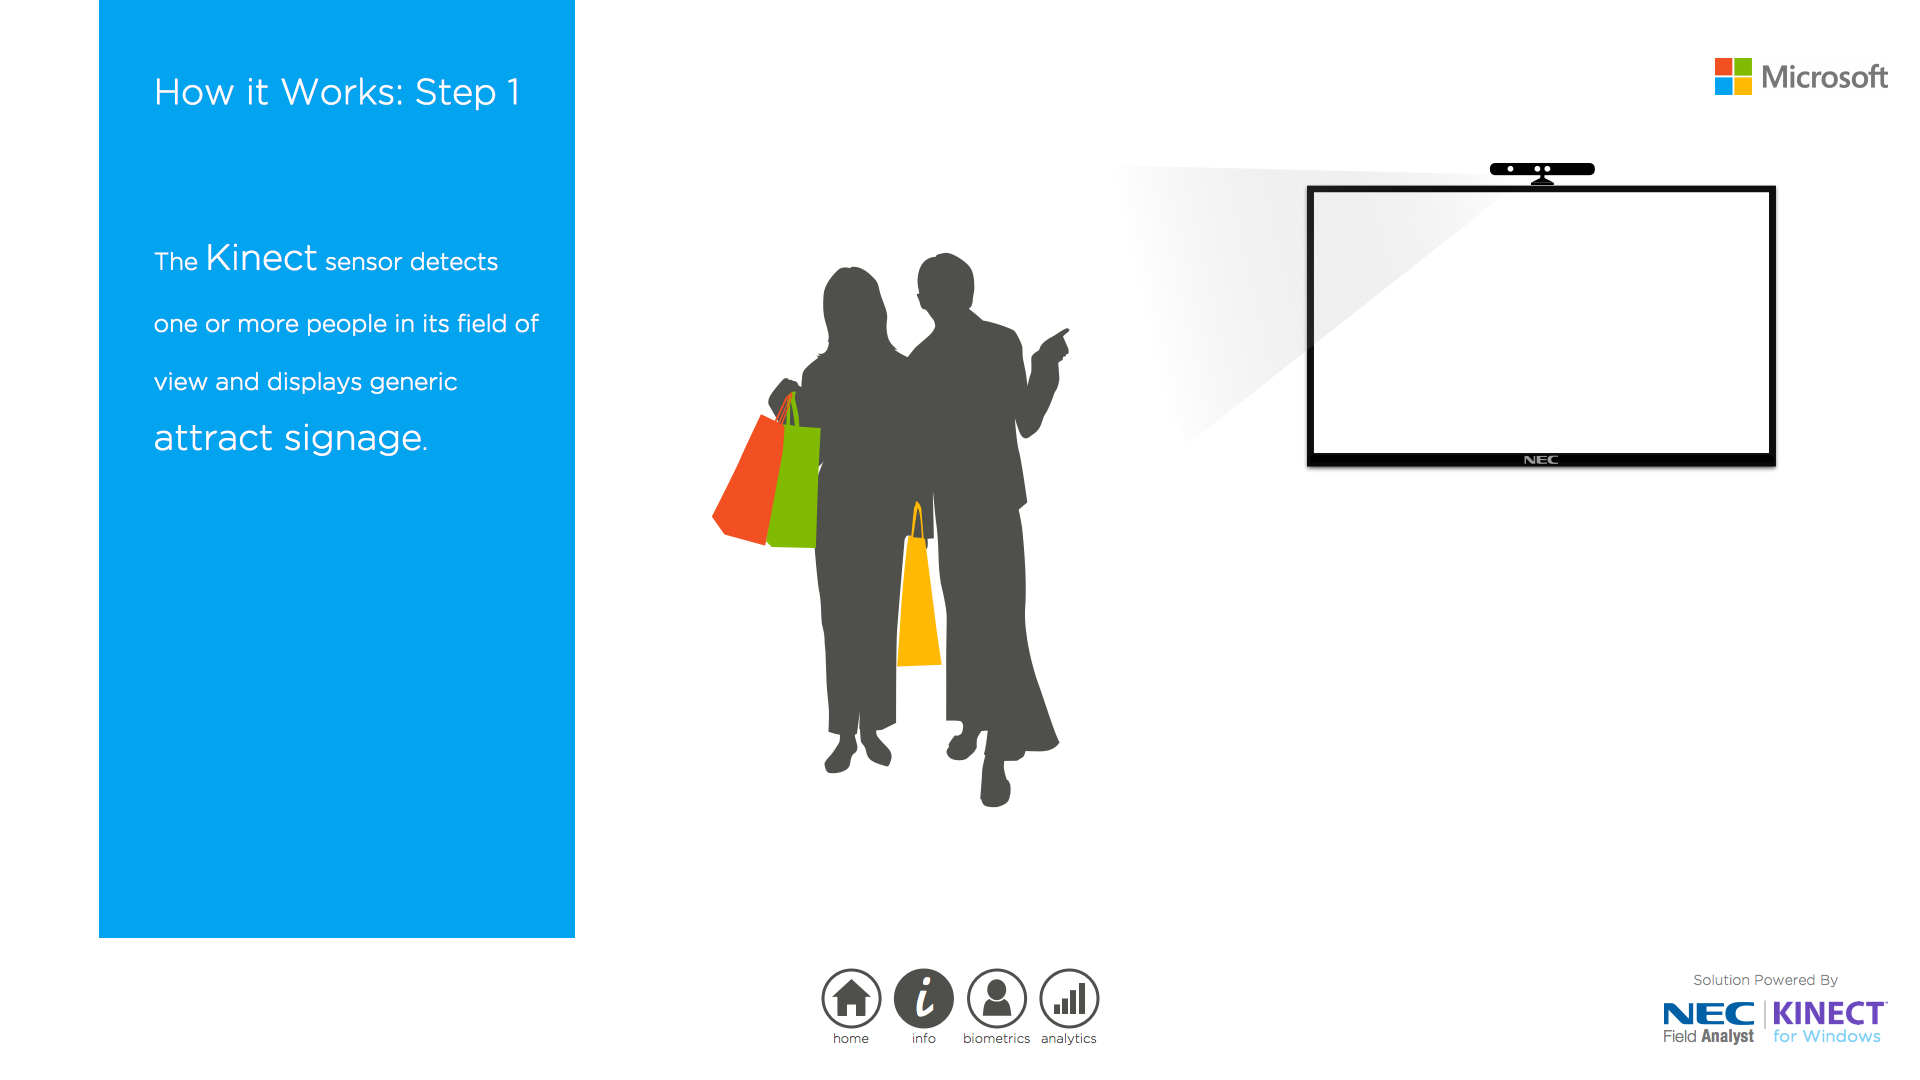 How it Works: Step 1
Microsoft
The Kinect sensor detects
one or more people in its field of
view and displays generic
attract signage.
NEC
home
info
biometrics
analytics
Solution Powered By
NEC
Field Analyst
KINECT
for Windows